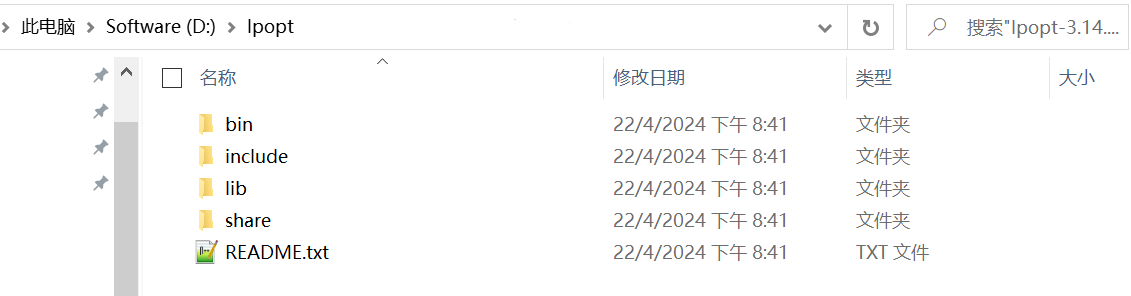 此电脑 Software (D:) Ipopt 搜索"Ipopt-3.14....
名称 修改日期 类型 大小
bin 22/4/2024 下午 8:41 文件夹
include 22/4/2024 下午 8:41 文件夹
lib 22/4/2024 下午 8:41 文件夹
share 22/4/2024 下午 8:41 文件夹
README.txt 22/4/2024 下午 8:41 TXT 文件